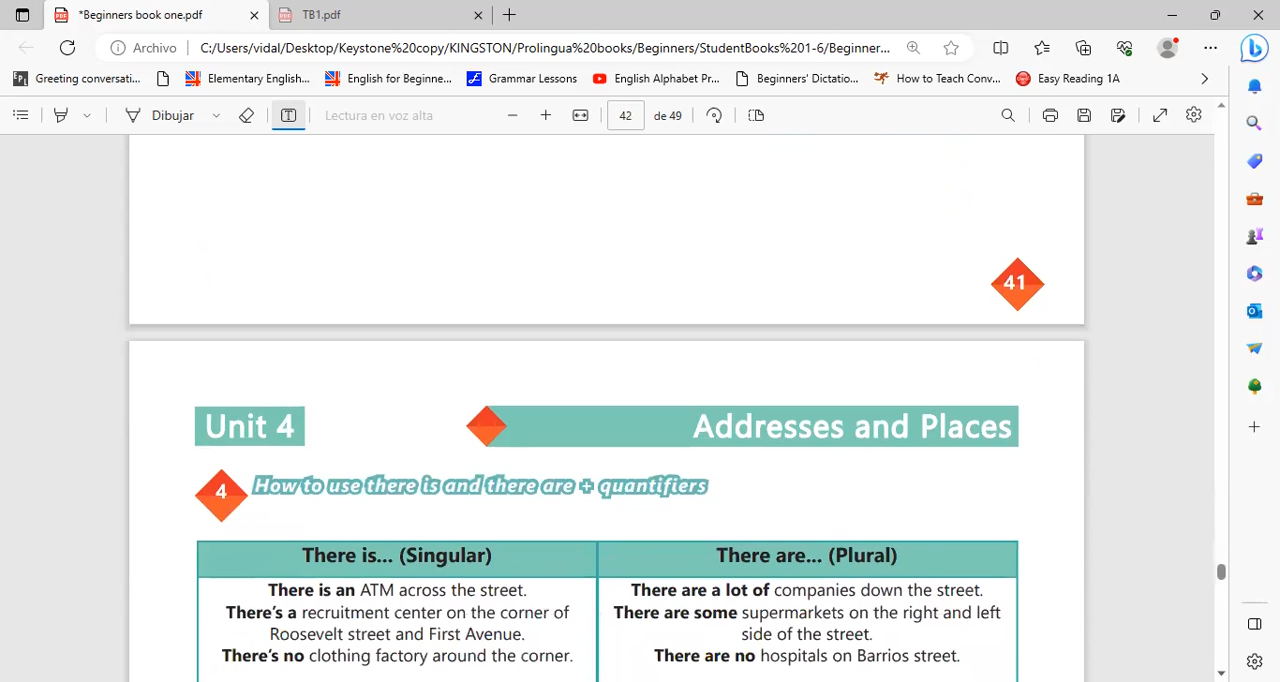 *Beginners book one.pdf
TB1.pdf
Archivo
C:/Users/vidal/Desktop/Keystone%20copy/KINGSTON/Prolingua%20books/Beginners/StudentBooks%201-6/Beginner...
Greeting conversati...
Elementary English...
English for Beginne...
Grammar Lessons
English Alphabet Pr...
Beginners' Dictatio...
How to Teach Conv...
Easy Reading 1A
Dibujar
Lectura en voz alta
42 de 49
41
Unit 4
Addresses and Places
4 How to use there is and there are + quantifiers
There is... (Singular)
There are... (Plural)
There is an ATM across the street.
There's a recruitment center on the corner of
Roosevelt street and First Avenue.
There's no clothing factory around the corner.
There are a lot of companies down the street.
There are some supermarkets on the right and left
side of the street.
There are no hospitals on Barrios street.